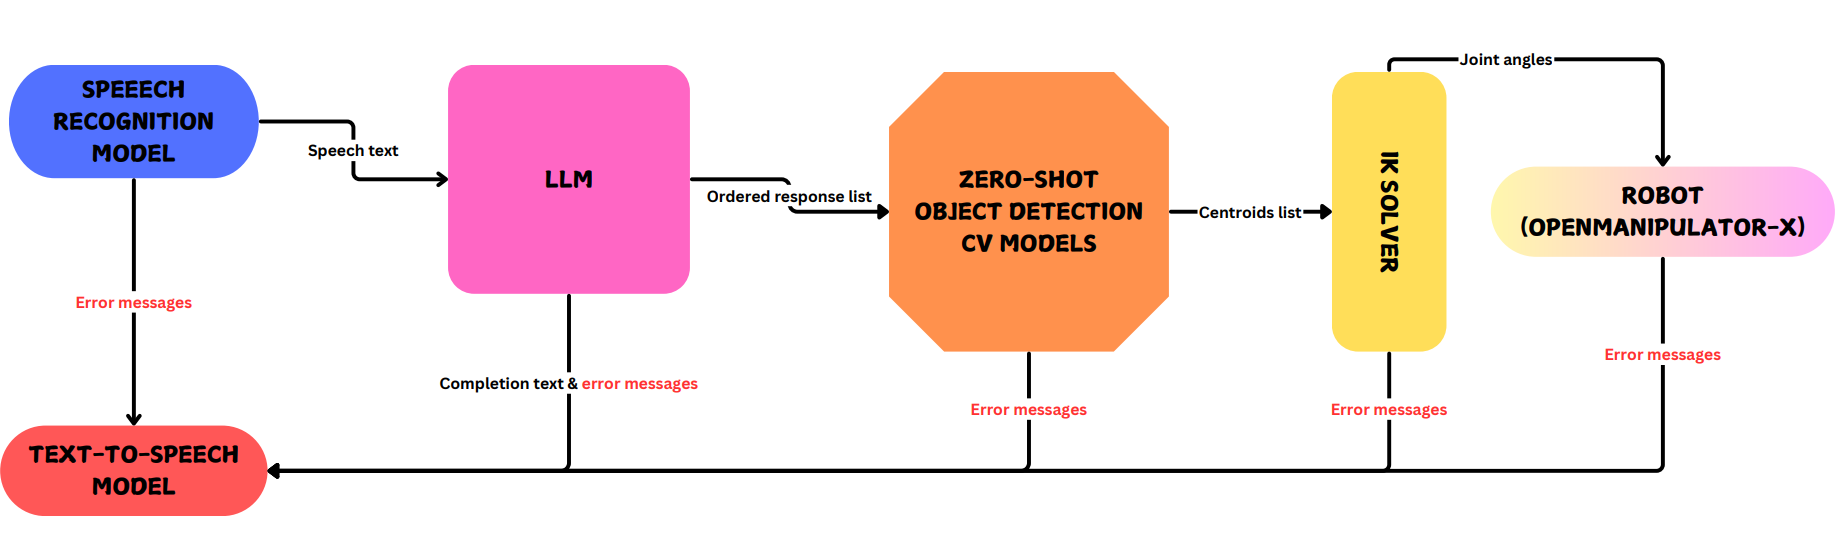 SPEEECH
RECOGNITION
MODEL
Speech text
LLM
Ordered response list
ZERO-SHOT
OBJECT DETECTION
CV MODELS
Centroids list
IK SOLVER
Joint angles
ROBOT
(OPENMANIPULATOR-X)
Error messages
Completion text & error messages
Error messages
Error messages
Error messages
TEXT-TO-SPEECH
MODEL